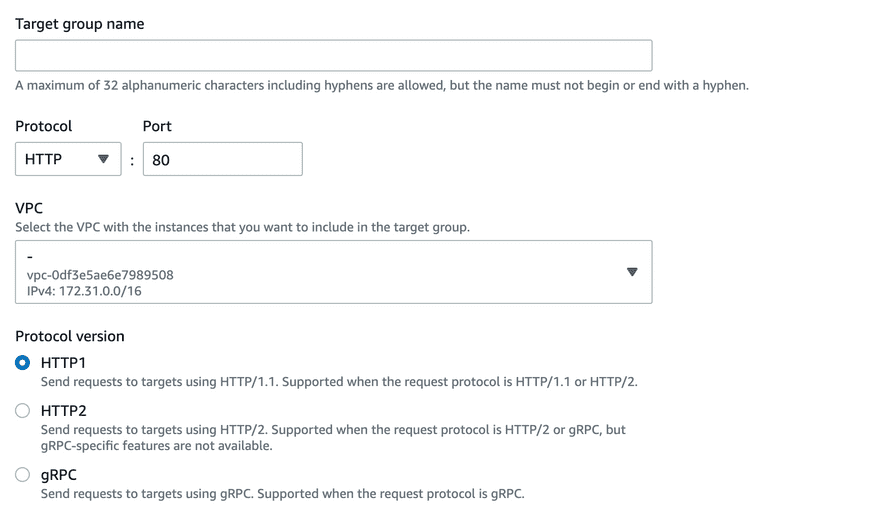 Target group name
A maximum of 32 alphanumeric characters including hyphens are allowed, but the name must not begin or end with a hyphen.
Protocol Port
HTTP : 80
VPC
Select the VPC with the instances that you want to include in the target group.
-
vpc-0df3e5ae6e7989508
IPv4: 172.31.0.0/16
Protocol version
HTTP1
Send requests to targets using HTTP/1.1. Supported when the request protocol is HTTP/1.1 or HTTP/2.
HTTP2
Send requests to targets using HTTP/2. Supported when the request protocol is HTTP/2 or gRPC, but
gRPC-specific features are not available.
gRPC
Send requests to targets using gRPC. Supported when the request protocol is gRPC.